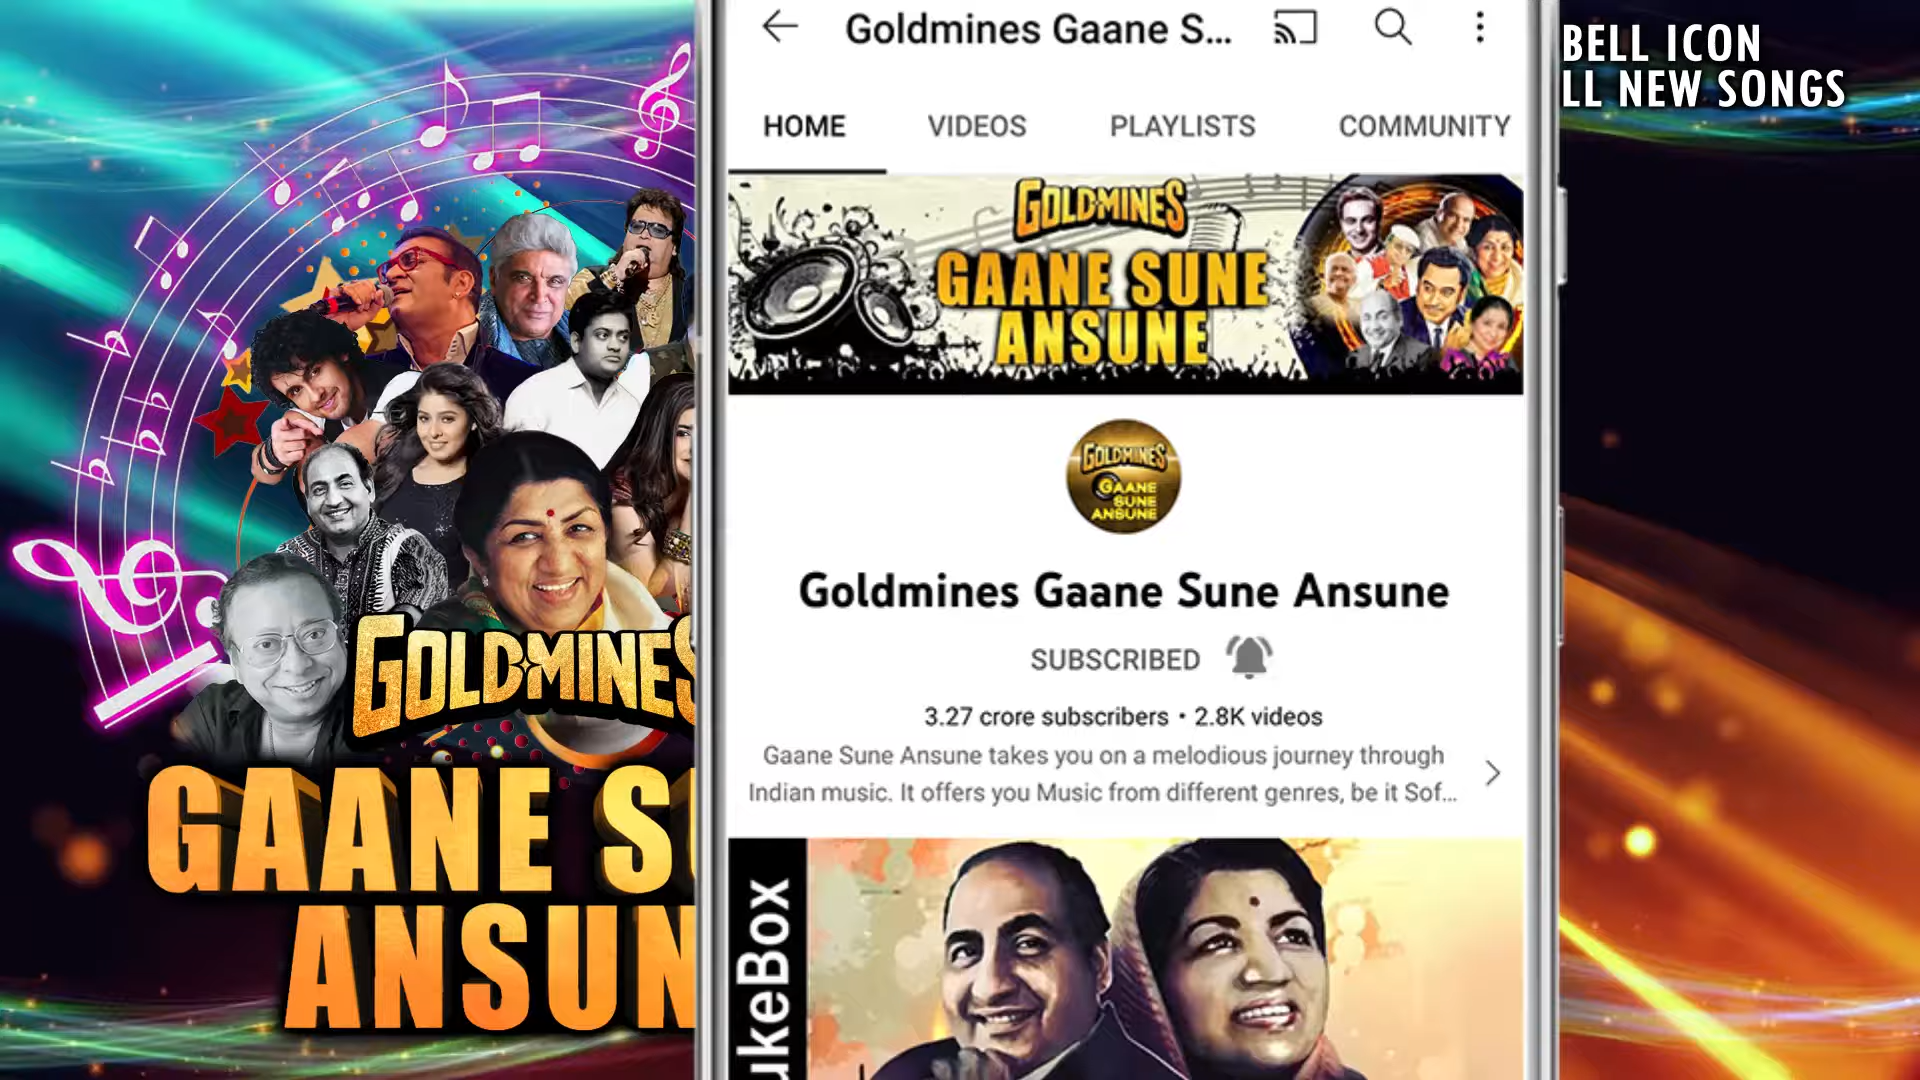 Goldmines Gaane S...
BELL ICON
LL NEW SONGS
HOME
VIDEOS
PLAYLISTS
COMMUNITY
GOLDMINES
GAANE SUNE
ANSUNE
GOLDMINES
GAANE
SUNE
ANSUNE
Goldmines Gaane Sune Ansune
SUBSCRIBED
3.27 crore subscribers • 2.8K videos
Gaane Sune Ansune takes you on a melodious journey through
Indian music. It offers you Music from different genres, be it Sof...
ukeBox
GOLDMINES
GAANE S
ANSUN